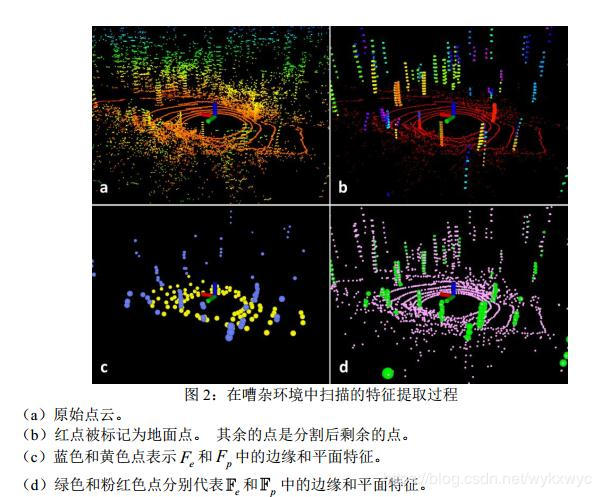 a
b
c
d
图 2：在嘈杂环境中扫描的特征提取过程
（a）原始点云。
（b）红点被标记为地面点。 其余的点是分割后剩余的点。
（c）蓝色和黄色点表示 Fe 和 Fp 中的边缘和平面特征。
（d）绿色和粉红色点分别代表 𝔽e 和 𝔽p 中的边缘和平面特征。
https://blog.csdn.net/wykxwyc